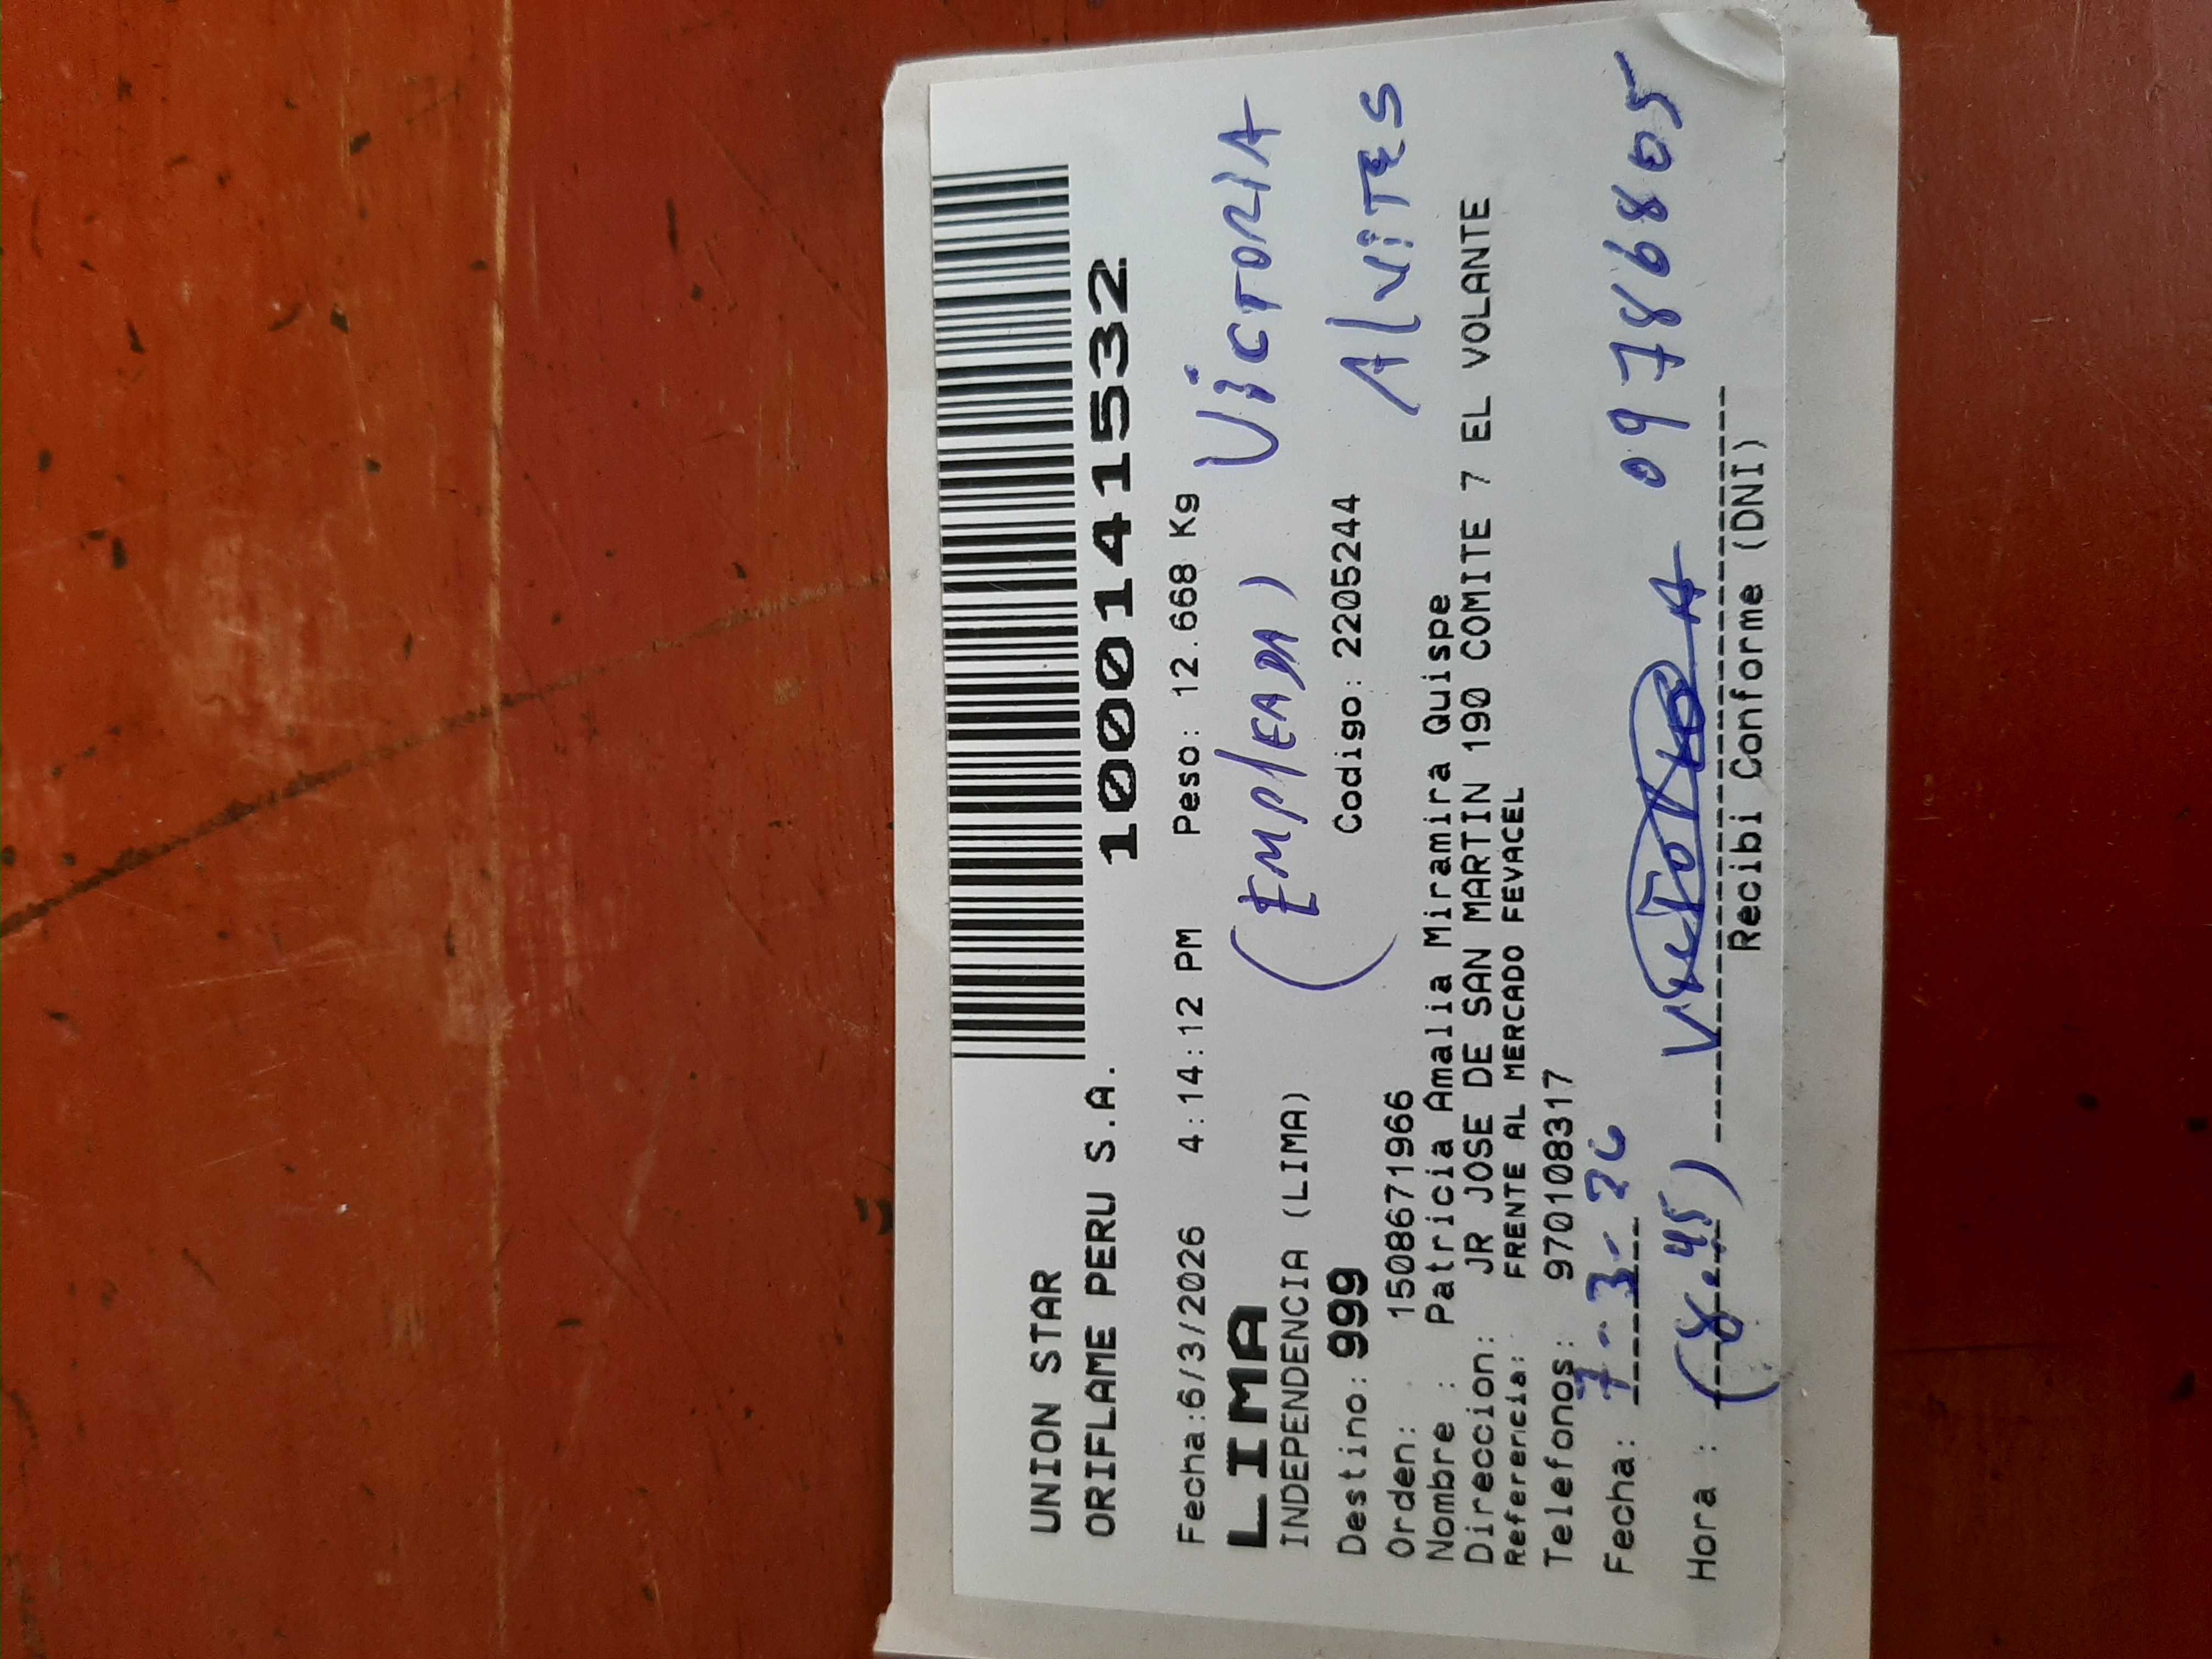 UNION STAR
ORIFLAME PERU S.A. 100141532
Fecha:6/3/2026 4:14:12 PM Peso: 12.668 Kg
LIMA
INDEPENDENCIA (LIMA) (EmplEADA) ViCTORIA
Destino: 999 Codigo: 2205244 AlViTES
Orden: 150867 1966
Nombre : Patricia Amalia Miramira Quispe
Direccion: JR JOSE DE SAN MARTIN 190 COMITE 7 EL VOLANTE
Referencia: FRENTE AL MERCADO FEVACEL
Telefonos: 970108317
Fecha: 7-3-26
Hora : (8.45) 09786805
Recibi Conforme (DNI)